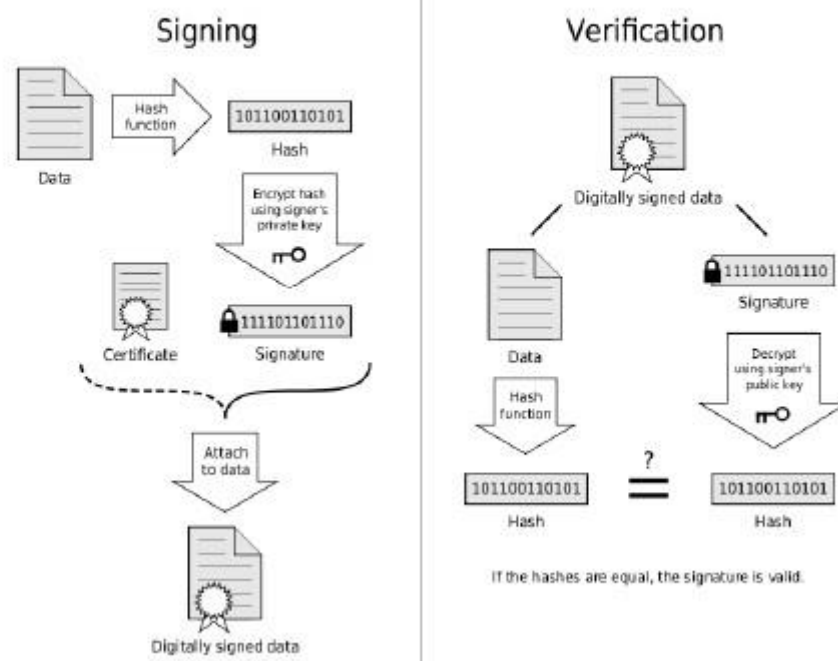 Signing
Data
Hash
function
101100110101
Hash
Encrypt hash
using signer's
private key
Certificate
111101101110
Signature
Attach
to data
Digitally signed data
Verification
Digitally signed data
Data
111101101110
Signature
Hash
function
Decrypt
using signer's
public key
101100110101
Hash
?
=
101100110101
Hash
If the hashes are equal, the signature is valid.